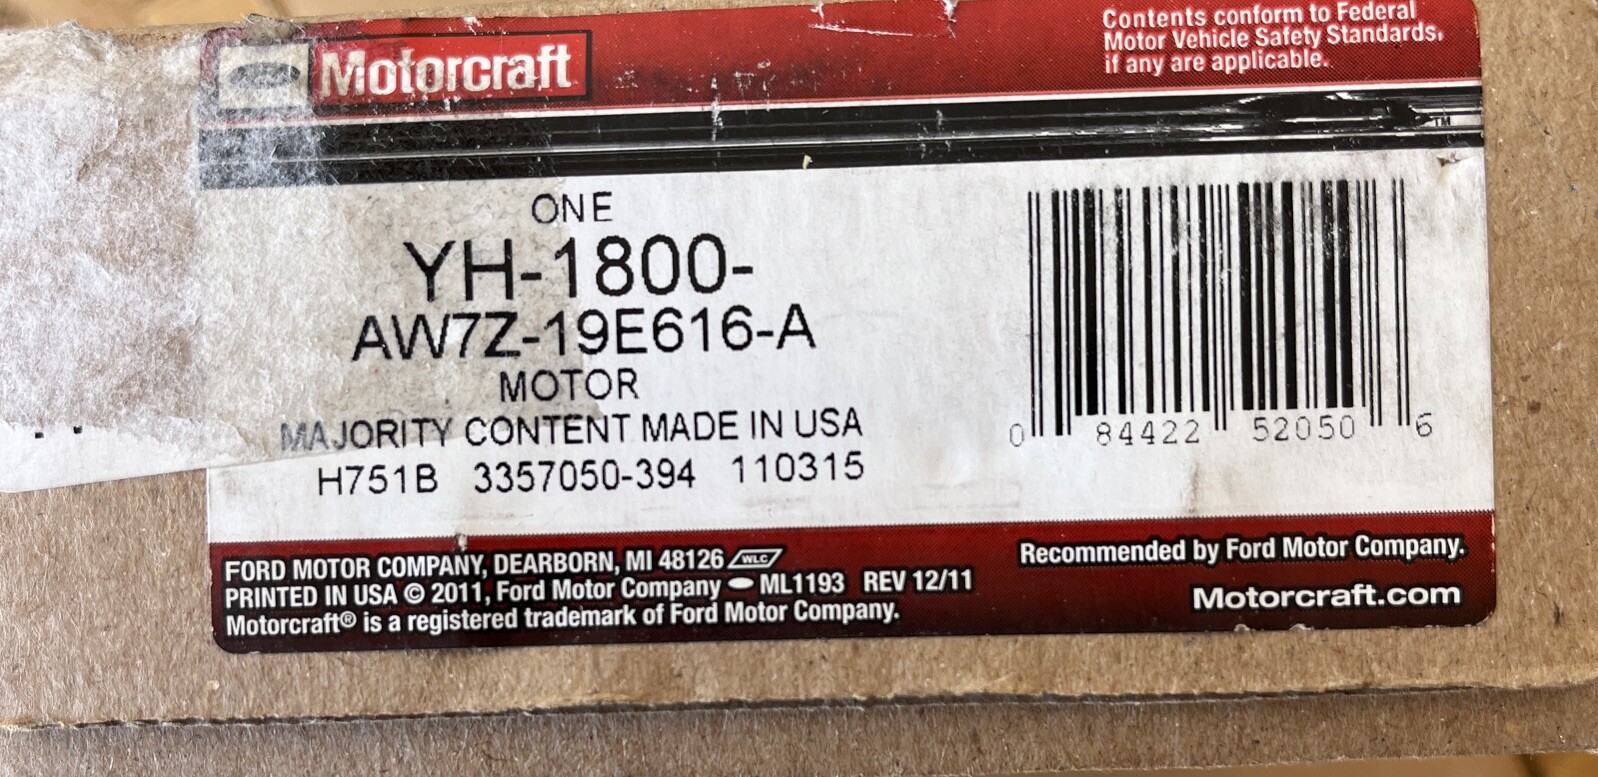 Motorcraft
Contents conform to Federal
Motor Vehicle Safety Standards,
if any are applicable.
ONE
YH-1800-
AW7Z-19E616-A
MOTOR
MAJORITY CONTENT MADE IN USA
H751B 3357050-394 110315
0 84422 52050 6
FORD MOTOR COMPANY, DEARBORN, MI 48126 WLC
PRINTED IN USA © 2011, Ford Motor Company ML1193 REV 12/11
Motorcraft® is a registered trademark of Ford Motor Company.
Recommended by Ford Motor Company.
Motorcraft.com